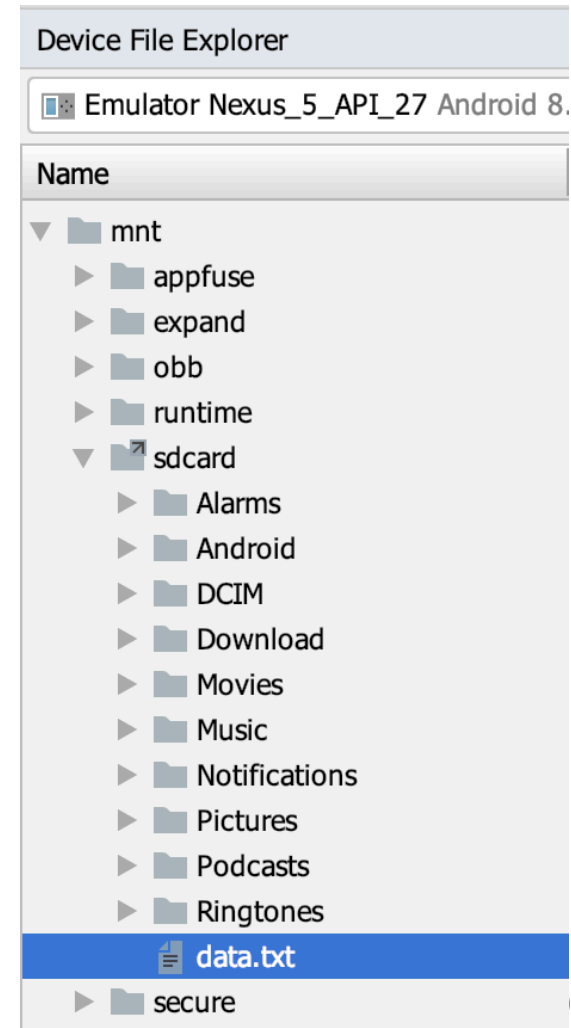 Device File Explorer
Emulator Nexus_5_API_27 Android 8.
Name
mnt
appfuse
expand
obb
runtime
sdcard
Alarms
Android
DCIM
Download
Movies
Music
Notifications
Pictures
Podcasts
Ringtones
data.txt
secure